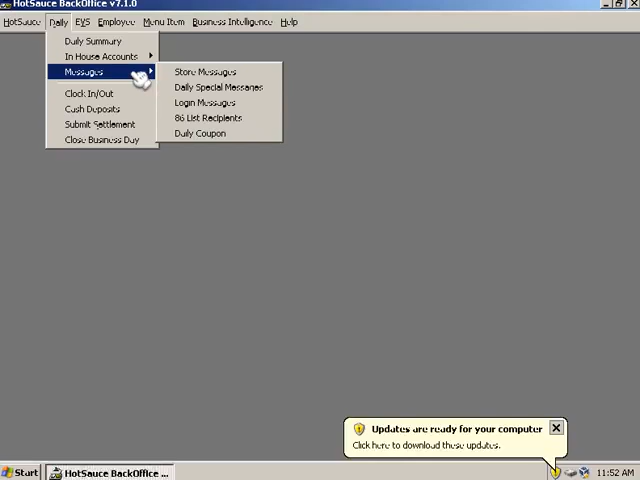 HotSauce BackOffice v7.1.0
HotSauce Daily EYS Employee Menu Item Business Intelligence Help
Daily Summary
In House Accounts
Messages
Clock In/Out
Cash Deposits
Submit Settlement
Close Business Day
Store Messages
Daily Special Messages
Login Messages
86 List Recipients
Daily Coupon
Updates are ready for your computer
Click here to download these updates.
Start HotSauce BackOffice ... 11:52 AM